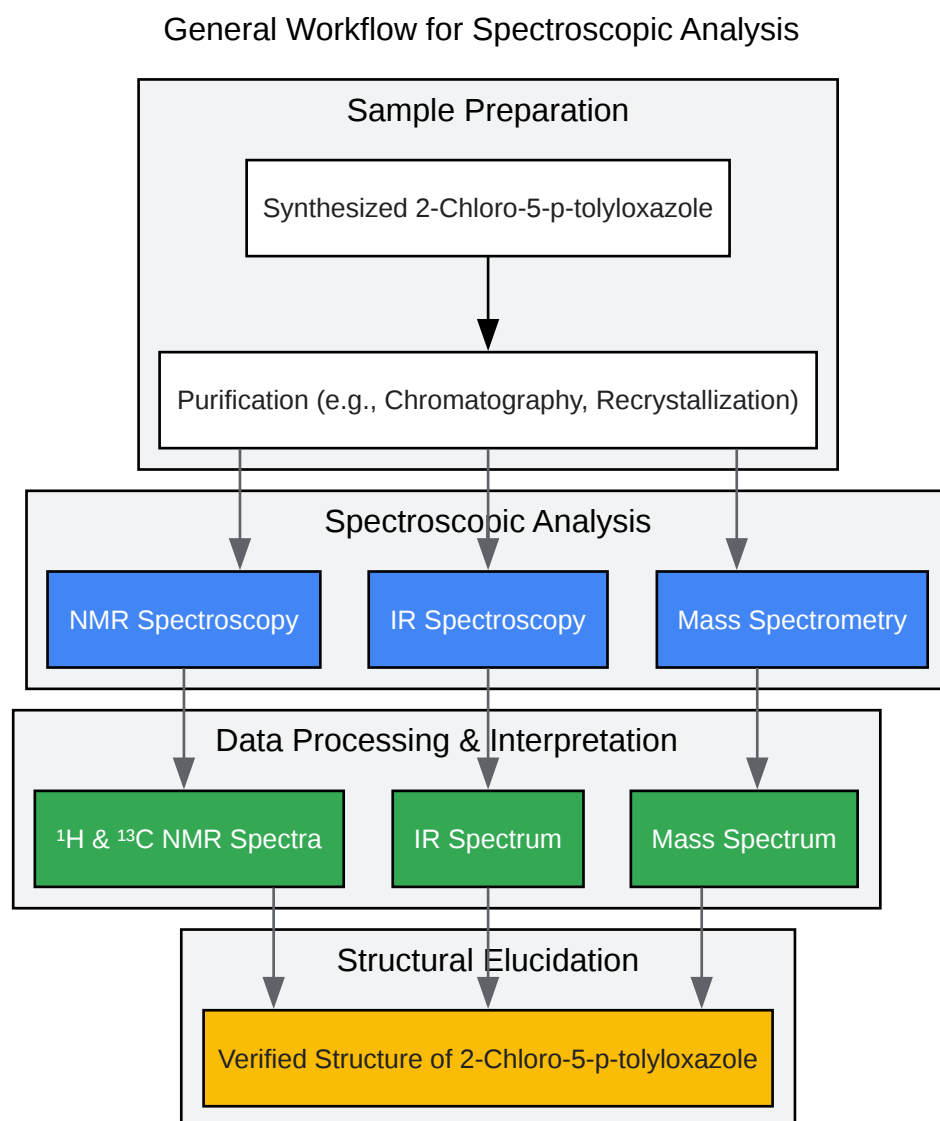 General Workflow for Spectroscopic Analysis
Sample Preparation
Synthesized 2-Chloro-5-p-tolyloxazole
Purification (e.g., Chromatography, Recrystallization)
Spectroscopic Analysis
NMR Spectroscopy
IR Spectroscopy
Mass Spectrometry
Data Processing & Interpretation
¹H & ¹³C NMR Spectra
IR Spectrum
Mass Spectrum
Structural Elucidation
Verified Structure of 2-Chloro-5-p-tolyloxazole